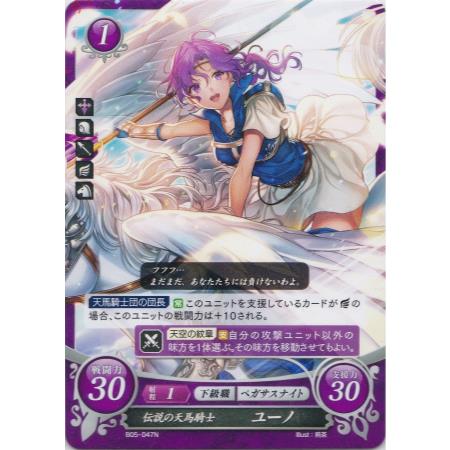 1
フフフ…
まだまだ、あなたたちには負けないわよ。
天馬騎士団の団長 常 このユニットを支援しているカードが
の場合、このユニットの戦闘力は+10される。
天空の紋章 攻 自分の攻撃ユニット以外の
味方を1体選ぶ。その味方を移動させてもよい。
戦闘力
30
射程 1
下級職
ペガサスナイト
支援力
30
伝説の天馬騎士 ユーノ
B05-047N